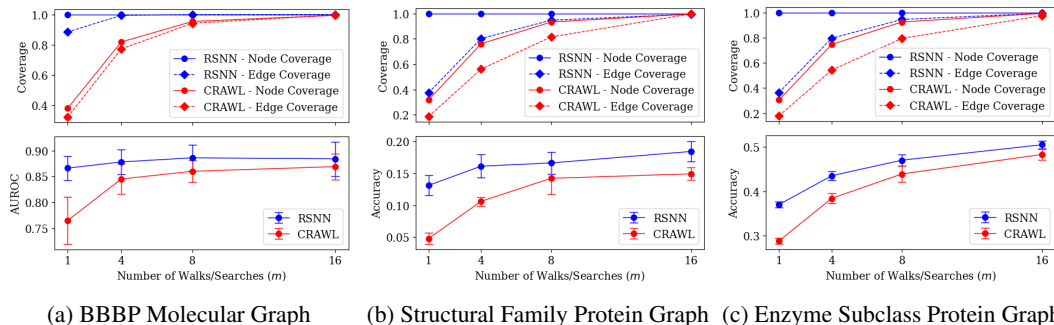 Coverage
1.0
0.8
0.6
0.4
RSNN - Node Coverage
RSNN - Edge Coverage
CRAWL - Node Coverage
CRAWL - Edge Coverage
AUROC
0.90
0.85
0.80
0.75
RSNN
CRAWL
1
4
8
16
Number of Walks/Searches (m)
(a) BBBP Molecular Graph
Coverage
1.0
0.8
0.6
0.4
0.2
RSNN - Node Coverage
RSNN - Edge Coverage
CRAWL - Node Coverage
CRAWL - Edge Coverage
Accuracy
0.20
0.15
0.10
0.05
RSNN
CRAWL
1
4
8
16
Number of Walks/Searches (m)
(b) Structural Family Protein Graph
Coverage
1.0
0.8
0.6
0.4
0.2
RSNN - Node Coverage
RSNN - Edge Coverage
CRAWL - Node Coverage
CRAWL - Edge Coverage
Accuracy
0.5
0.4
0.3
RSNN
CRAWL
1
4
8
16
Number of Walks/Searches (m)
(c) Enzyme Subclass Protein Graph